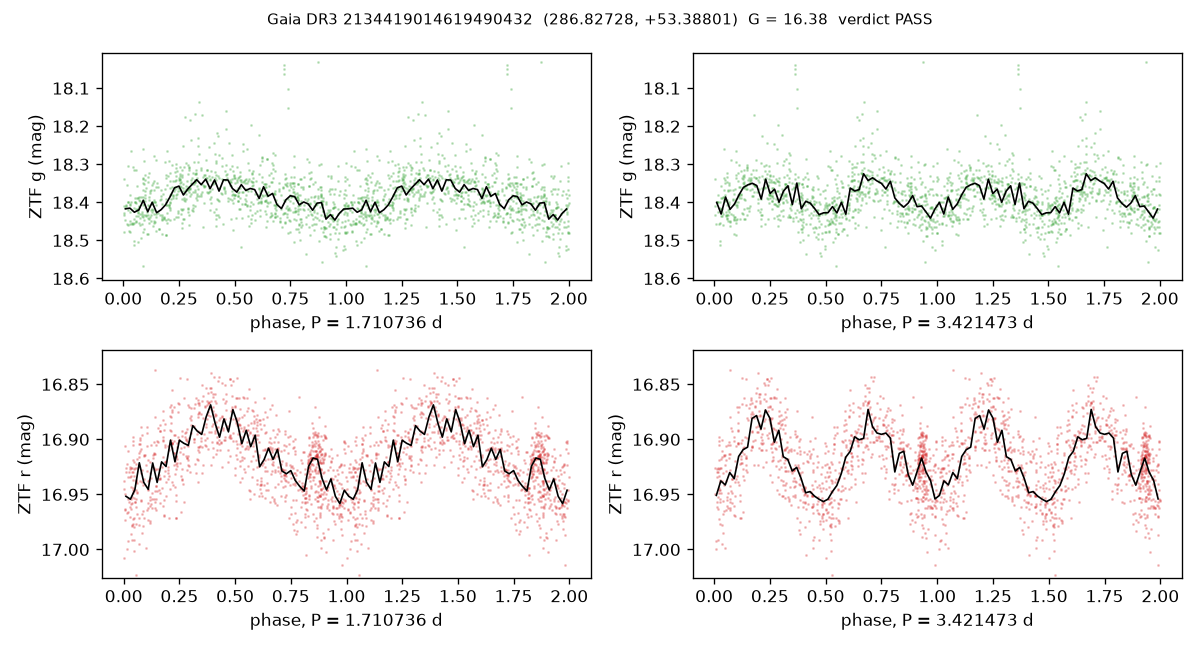 Gaia DR3 2134419014619490432  (286.82728, +53.38801)  G = 16.38  verdict PASS
ZTF g (mag)
18.1
18.2
18.3
18.4
18.5
18.6
0.00 0.25 0.50 0.75 1.00 1.25 1.50 1.75 2.00
phase, P = 1.710736 d
ZTF g (mag)
18.1
18.2
18.3
18.4
18.5
18.6
0.00 0.25 0.50 0.75 1.00 1.25 1.50 1.75 2.00
phase, P = 3.421473 d
ZTF r (mag)
16.85
16.90
16.95
17.00
0.00 0.25 0.50 0.75 1.00 1.25 1.50 1.75 2.00
phase, P = 1.710736 d
ZTF r (mag)
16.85
16.90
16.95
17.00
0.00 0.25 0.50 0.75 1.00 1.25 1.50 1.75 2.00
phase, P = 3.421473 d